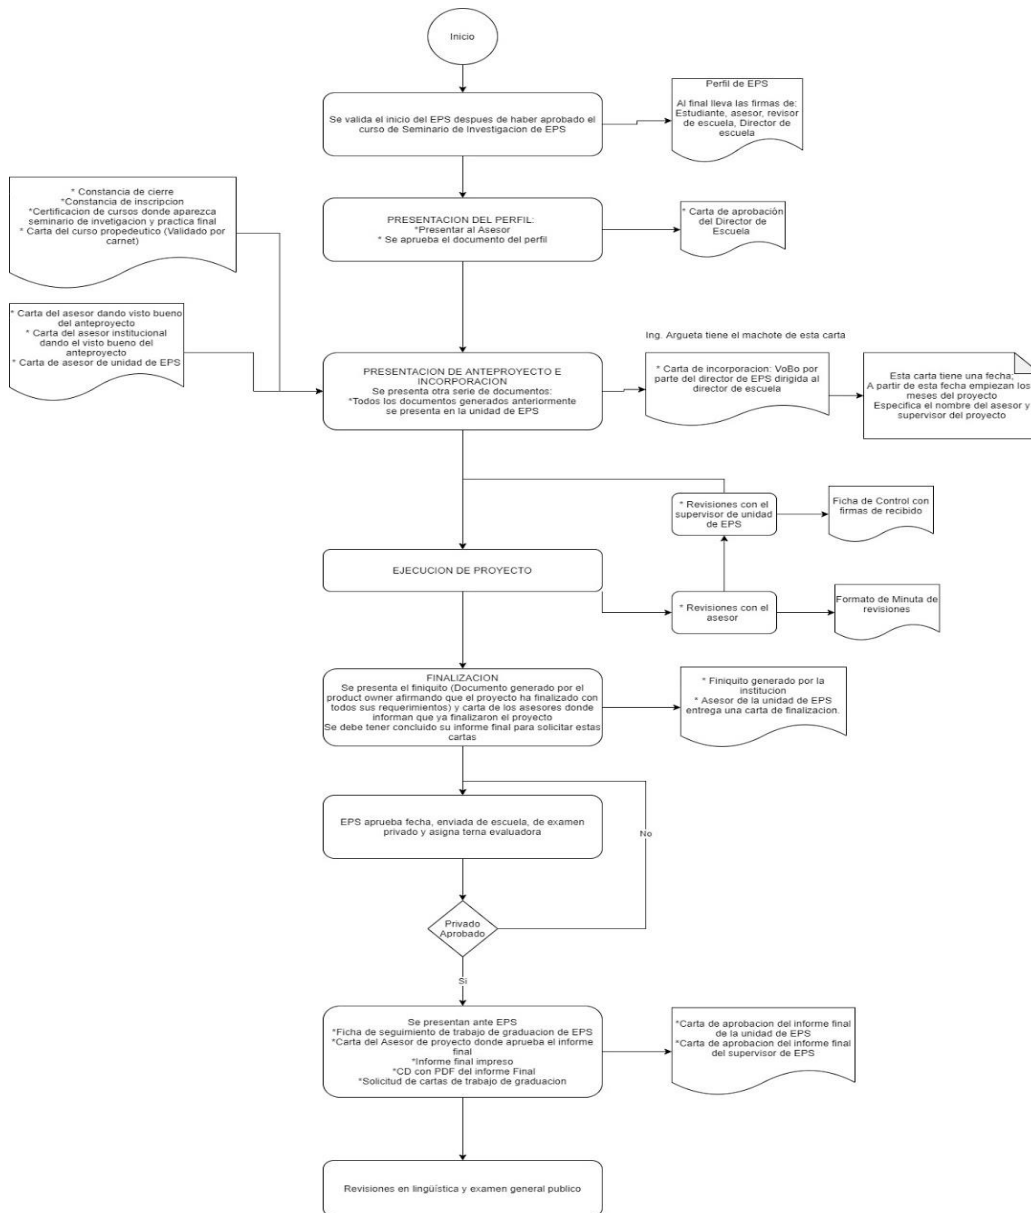 Inicio
Se valida el inicio del EPS despues de haber aprobado el
curso de Seminario de Investigacion de EPS
Perfil de EPS
Al final lleva las firmas de:
Estudiante, asesor, revisor
de escuela, Director de
escuela
* Constancia de cierre
*Constancia de inscripcion
*Certificacion de cursos donde aparezca
seminario de invetigacion y practica final
* Carta del curso propedeutico (Validado por
carnet)
PRESENTACION DEL PERFIL:
*Presentar al Asesor
* Se aprueba el documento del perfil
* Carta de aprobación
del Director de
Escuela
* Carta del asesor dando visto bueno
del anteproyecto
* Carta del asesor institucional
dando el visto bueno del
anteproyecto
* Carta de asesor de unidad de EPS
PRESENTACION DE ANTEPROYECTO E
INCORPORACION
Se presenta otra serie de documentos:
*Todos los documentos generados anteriormente
se presenta en la unidad de EPS
Ing. Argueta tiene el machote de esta carta
* Carta de incorporacion: VoBo por
parte del director de EPS dirigida al
director de escuela
Esta carta tiene una fecha;
A partir de esta fecha empiezan los
meses del proyecto
Especifica el nombre del asesor y
supervisor del proyecto
* Revisiones con el
supervisor de unidad
de EPS
Ficha de Control con
firmas de recibido
EJECUCION DE PROYECTO
* Revisiones con el
asesor
Formato de Minuta de
revisiones
FINALIZACION
Se presenta el finiquito (Documento generado por el
product owner afirmando que el proyecto ha finalizado con
todos sus requerimientos) y carta de los asesores donde
informan que ya finalizaron el proyecto
Se debe tener concluido su informe final para solicitar estas
cartas
* Finiquito generado por la
institucion
* Asesor de la unidad de EPS
entrega una carta de finalizacion.
EPS aprueba fecha, enviada de escuela, de examen
privado y asigna terna evaluadora
No
Privado
Aprobado
Si
Se presentan ante EPS
*Ficha de seguimiento de trabajo de graduacion de EPS
*Carta del Asesor de proyecto donde aprueba el informe
final
*Informe final impreso
*CD con PDF del informe Final
*Solicitud de cartas de trabajo de graduacion
*Carta de aprobacion del informe final
de la unidad de EPS
*Carta de aprobacion del informe final
del supervisor de EPS
Revisiones en lingüística y examen general publico